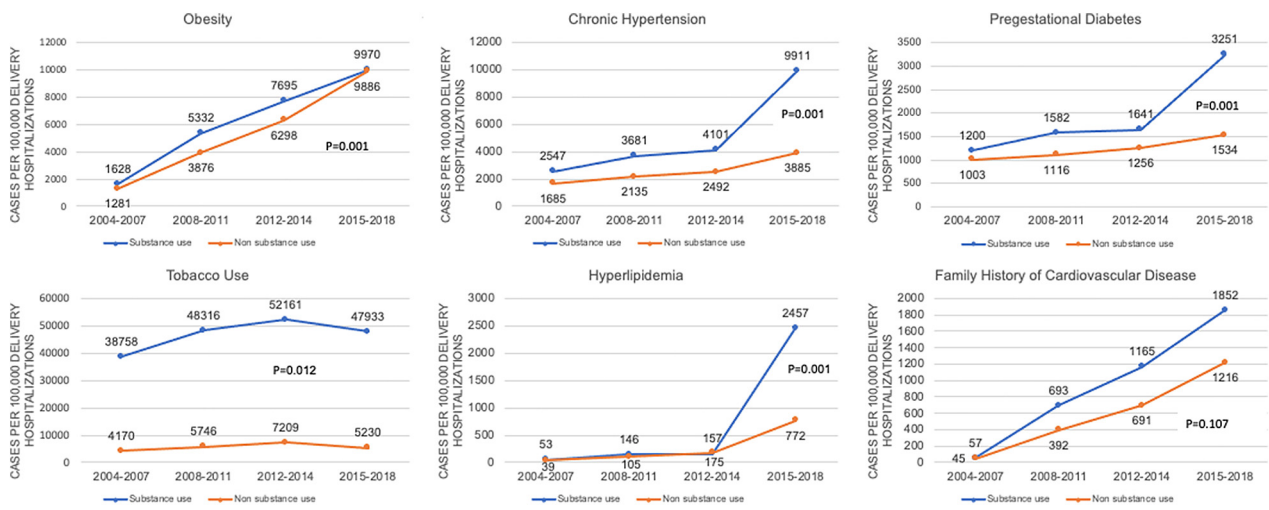 Obesity
CASES PER 100,000 DELIVERY
HOSPITALIZATIONS
12000
10000
8000
6000
4000
2000
0
9970
9886
7695
6298
5332
3876
1628
1281
P=0.001
2004-2007 2008-2011 2012-2014 2015-2018
Substance use Non substance use
Chronic Hypertension
CASES PER 100,000 DELIVERY
HOSPITALIZATIONS
12000
10000
8000
6000
4000
2000
0
9911
P=0.001
4101
3885
3681
2547
2492
2135
1685
2004-2007 2008-2011 2012-2014 2015-2018
Substance use Non substance use
Pregestational Diabetes
CASES PER 100,000 DELIVERY
HOSPITALIZATIONS
3500
3000
2500
2000
1500
1000
500
0
3251
P=0.001
1641
1582
1534
1200
1256
1116
1003
2004-2007 2008-2011 2012-2014 2015-2018
Substance use Non substance use
Tobacco Use
CASES PER 100,000 DELIVERY
HOSPITALIZATIONS
60000
50000
40000
30000
20000
10000
0
52161
48316
47933
38758
P=0.012
7209
5746
5230
4170
2004-2007 2008-2011 2012-2014 2015-2018
Substance use Non substance use
Hyperlipidemia
CASES PER 100,000 DELIVERY
HOSPITALIZATIONS
3000
2500
2000
1500
1000
500
0
2457
P=0.001
772
157
175
146
105
53
39
2004-2007 2008-2011 2012-2014 2015-2018
Substance use Non substance use
Family History of Cardiovascular Disease
CASES PER 100,000 DELIVERY
HOSPITALIZATIONS
2000
1800
1600
1400
1200
1000
800
600
400
200
0
1852
1216
1165
693
691
P=0.107
392
57
45
2004-2007 2008-2011 2012-2014 2015-2018
Substance use Non substance use